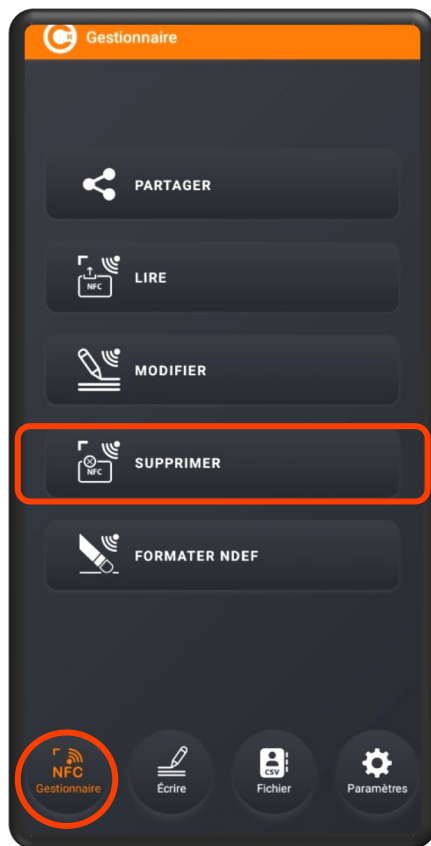 Gestionnaire
PARTAGER
NFC
LIRE
MODIFIER
NFC
SUPPRIMER
FORMATER NDEF
NFC
Gestionnaire
Écrire
CSV
Fichier
Paramètres